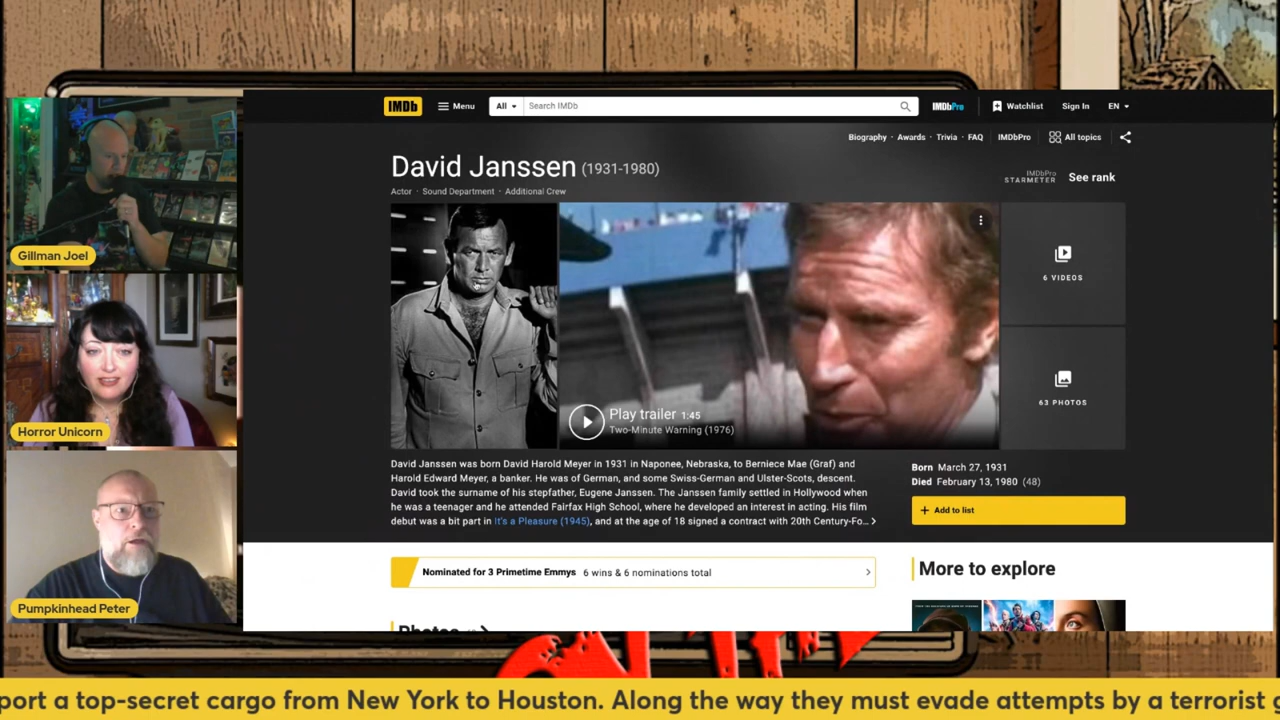 IMDb
Menu
All
Search IMDb
IMDbPro
Watchlist
Sign In
EN
Biography · Awards · Trivia · FAQ
IMDbPro
All topics
David Janssen (1931-1980)
Actor · Sound Department · Additional Crew
IMDbPro
STARMETER
See rank
6 VIDEOS
63 PHOTOS
Play trailer 1:45
Two-Minute Warning (1976)
David Janssen was born David Harold Meyer in 1931 in Naponee, Nebraska, to Berniece Mae (Graf) and
Harold Edward Meyer, a banker. He was of German, and some Swiss-German and Ulster-Scots, descent.
David took the surname of his stepfather, Eugene Janssen. The Janssen family settled in Hollywood when
he was a teenager and he attended Fairfax High School, where he developed an interest in acting. His film
debut was a bit part in It's a Pleasure (1945), and at the age of 18 signed a contract with 20th Century-Fo...
Born March 27, 1931
Died February 13, 1980 (48)
+ Add to list
Nominated for 3 Primetime Emmys 6 wins & 6 nominations total
More to explore
Photos
Gillman Joel
Horror Unicorn
Pumpkinhead Peter
port a top-secret cargo from New York to Houston. Along the way they must evade attempts by a terrorist g